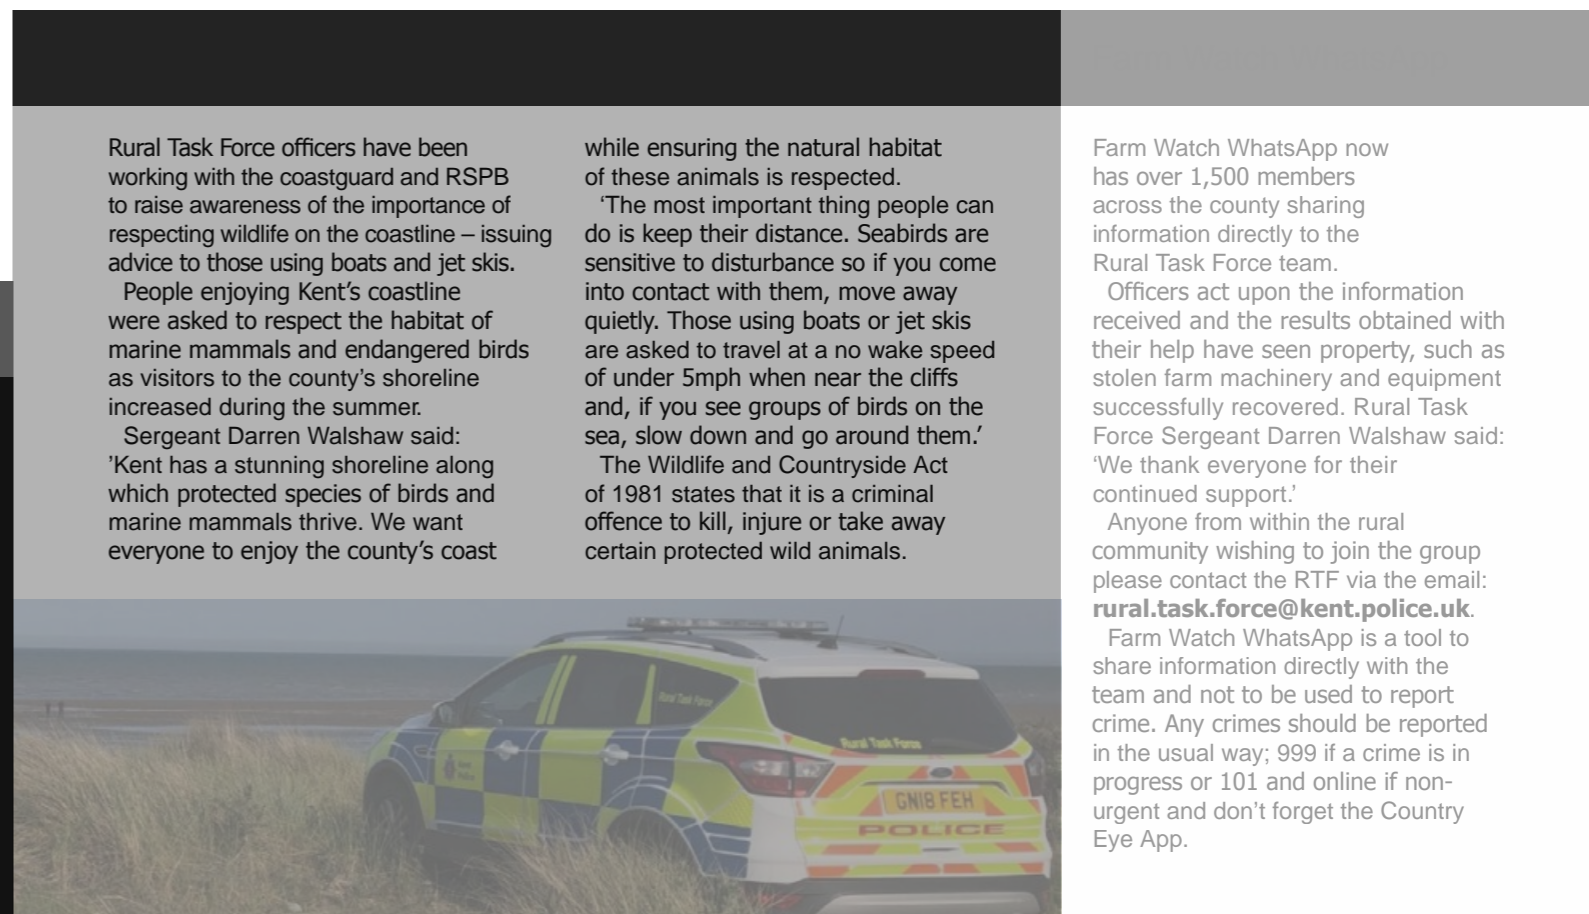 Rural Task Force officers have been
working with the coastguard and RSPB
to raise awareness of the importance of
respecting wildlife on the coastline – issuing
advice to those using boats and jet skis.
People enjoying Kent’s coastline
were asked to respect the habitat of
marine mammals and endangered birds
as visitors to the county’s shoreline
increased during the summer.
Sergeant Darren Walshaw said:
’Kent has a stunning shoreline along
which protected species of birds and
marine mammals thrive. We want
everyone to enjoy the county’s coast
while ensuring the natural habitat
of these animals is respected.
‘The most important thing people can
do is keep their distance. Seabirds are
sensitive to disturbance so if you come
into contact with them, move away
quietly. Those using boats or jet skis
are asked to travel at a no wake speed
of under 5mph when near the cliffs
and, if you see groups of birds on the
sea, slow down and go around them.’
The Wildlife and Countryside Act
of 1981 states that it is a criminal
offence to kill, injure or take away
certain protected wild animals.
Rural Task Force
Kent
Police
Rural Task Force
GN18 FEH
POLICE
Farm Watch WhatsApp now
has over 1,500 members
across the county sharing
information directly to the
Rural Task Force team.
Officers act upon the information
received and the results obtained with
their help have seen property, such as
stolen farm machinery and equipment
successfully recovered. Rural Task
Force Sergeant Darren Walshaw said:
‘We thank everyone for their
continued support.’
Anyone from within the rural
community wishing to join the group
please contact the RTF via the email:
rural.task.force@kent.police.uk.
Farm Watch WhatsApp is a tool to
share information directly with the
team and not to be used to report
crime. Any crimes should be reported
in the usual way; 999 if a crime is in
progress or 101 and online if non-
urgent and don’t forget the Country
Eye App.